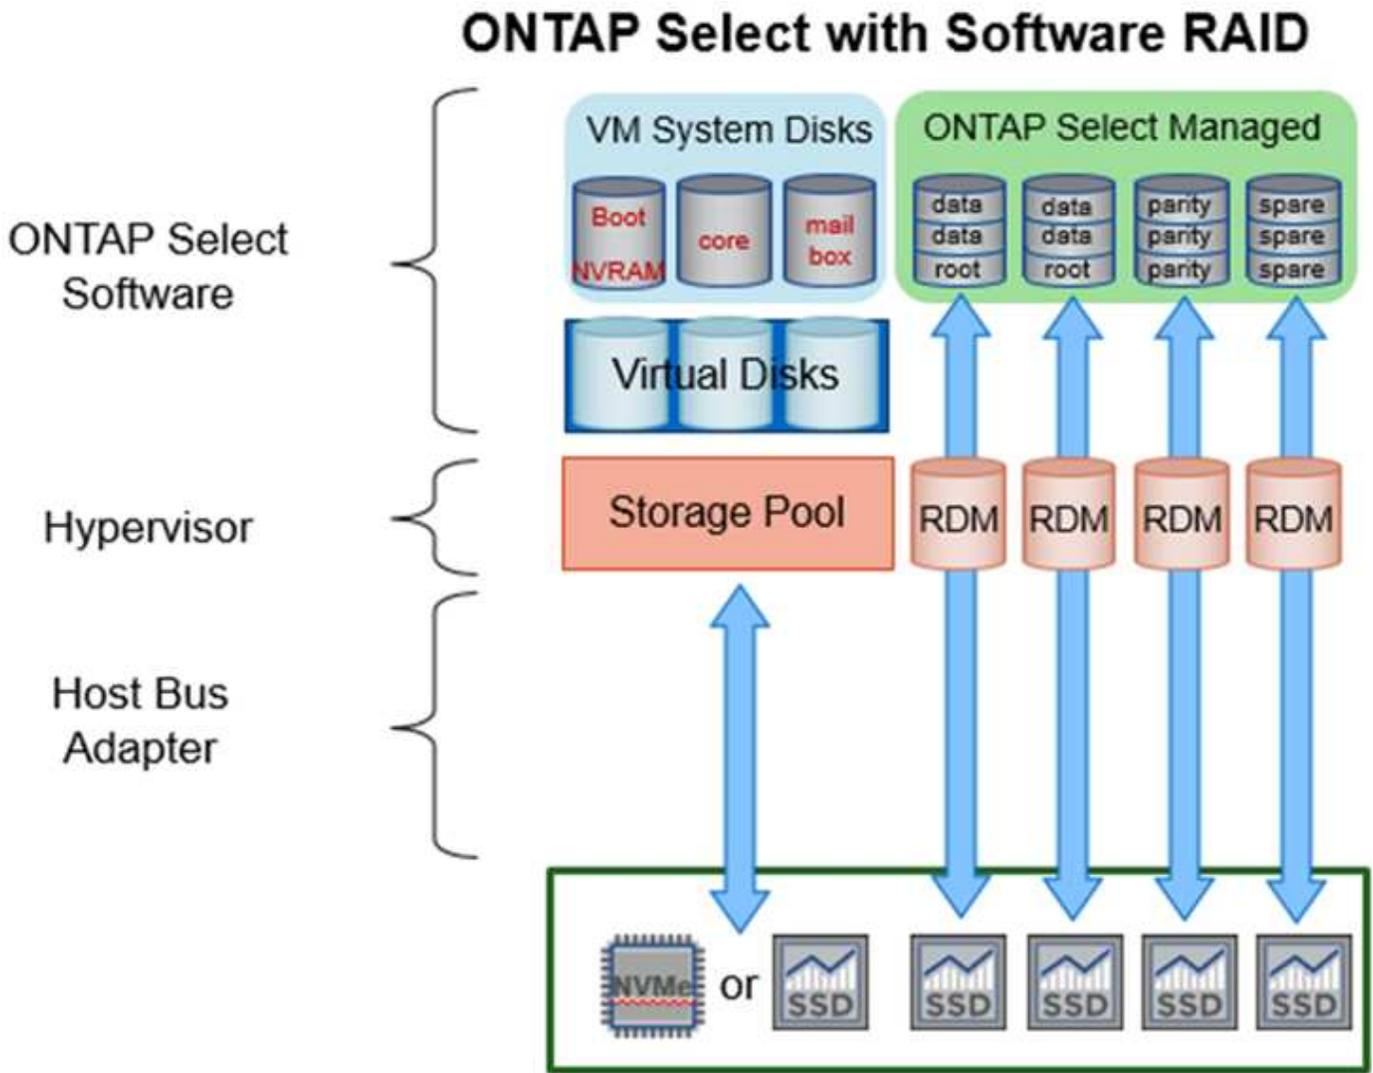 ONTAP Select with Software RAID
VM System Disks
ONTAP Select Managed
Boot
NVRAM
core
mail
box
data
data
root
data
data
root
parity
parity
parity
spare
spare
spare
ONTAP Select
Software
Virtual Disks
Hypervisor
Storage Pool
RDM
RDM
RDM
RDM
Host Bus
Adapter
NVMe
or
SSD
SSD
SSD
SSD
SSD